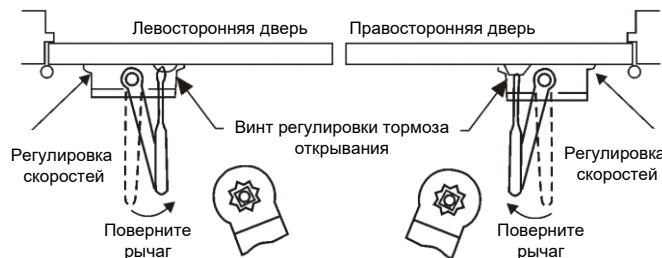 Левосторонняя дверь
Правосторонняя дверь
Винт регулировки тормоза
открывания
Регулировка
скоростей
Регулировка
скоростей
Поверните
рычаг
Поверните
рычаг